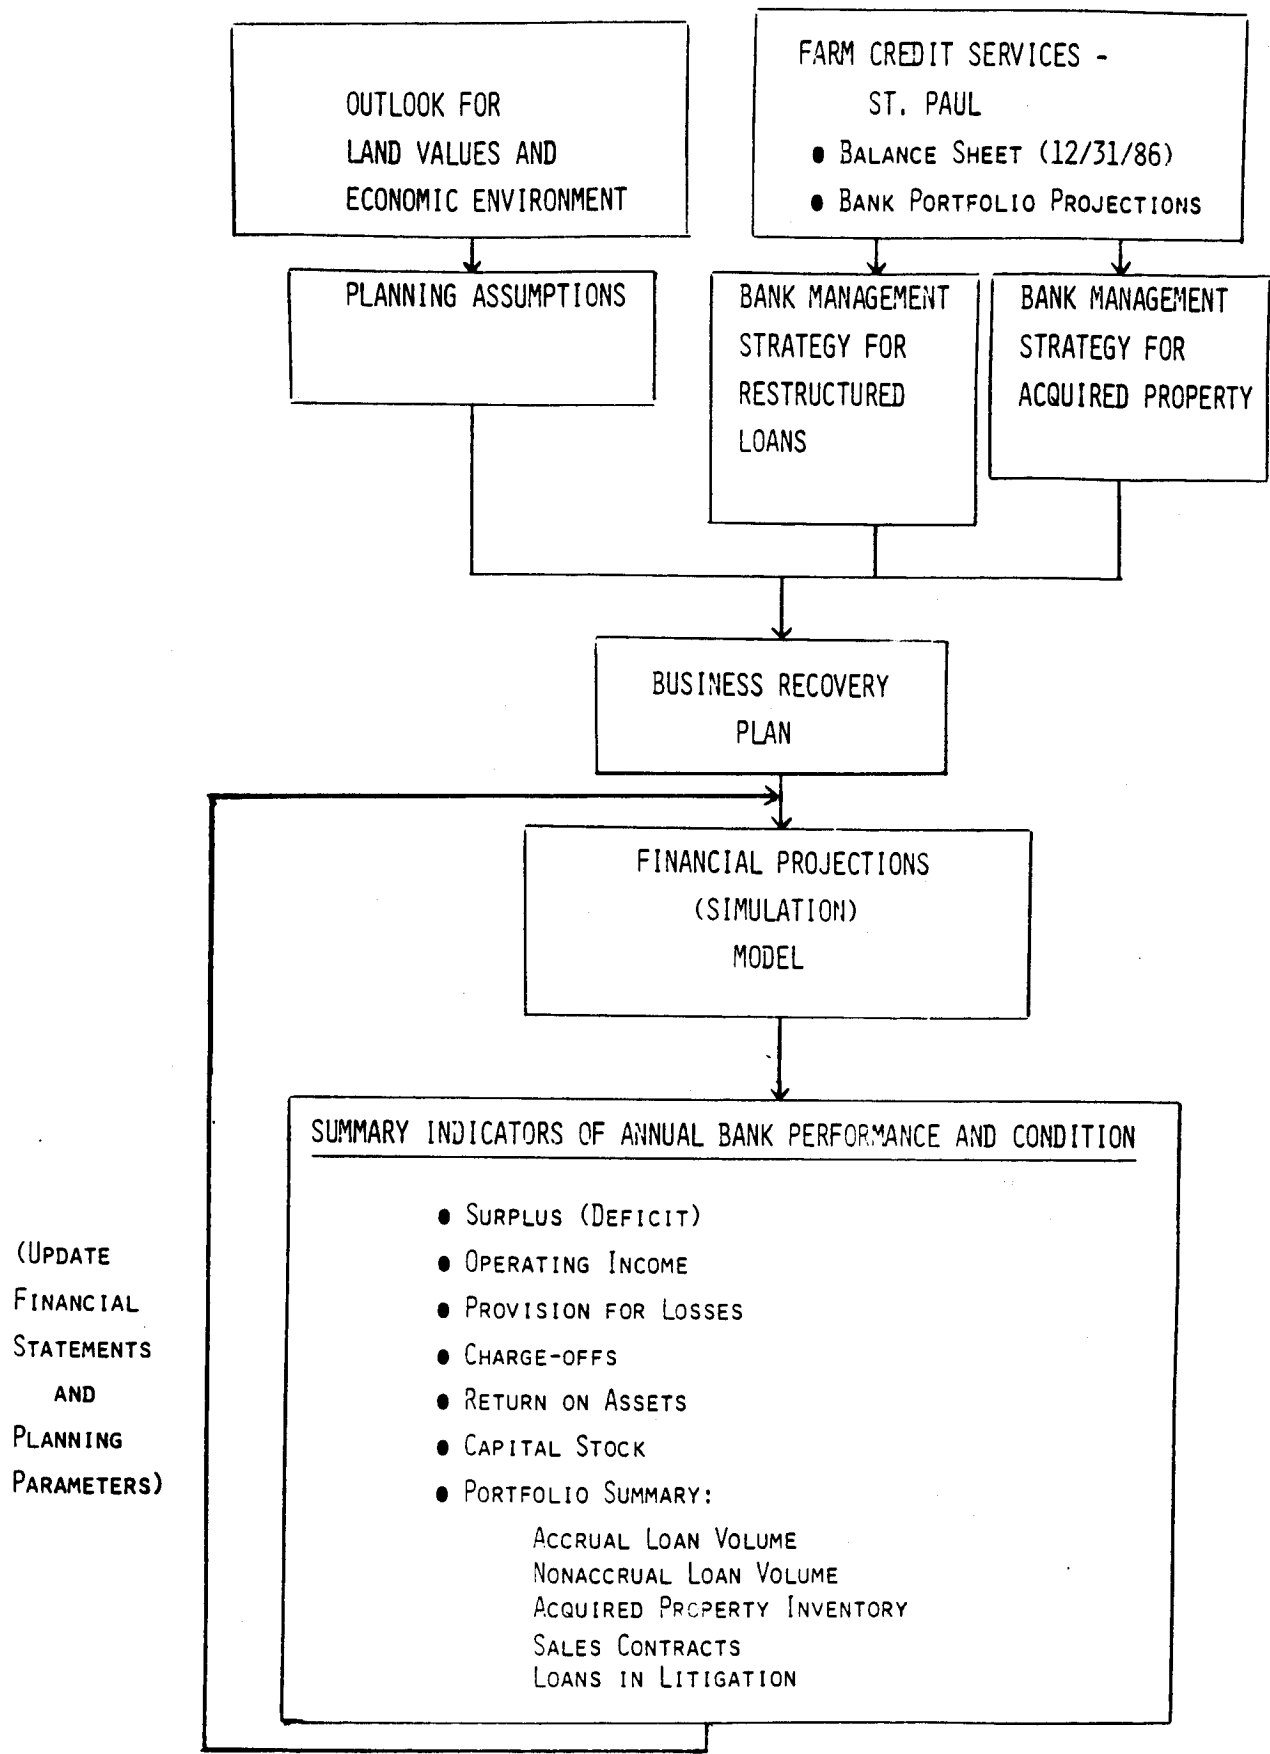 OUTLOOK FOR
LAND VALUES AND
ECONOMIC ENVIRONMENT
FARM CREDIT SERVICES -
ST. PAUL
● BALANCE SHEET (12/31/86)
● BANK PORTFOLIO PROJECTIONS
PLANNING ASSUMPTIONS
BANK MANAGEMENT
STRATEGY FOR
RESTRUCTURED
LOANS
BANK MANAGEMENT
STRATEGY FOR
ACQUIRED PROPERTY
BUSINESS RECOVERY
PLAN
FINANCIAL PROJECTIONS
(SIMULATION)
MODEL
SUMMARY INDICATORS OF ANNUAL BANK PERFORMANCE AND CONDITION
● SURPLUS (DEFICIT)
● OPERATING INCOME
● PROVISION FOR LOSSES
● CHARGE-OFFS
● RETURN ON ASSETS
● CAPITAL STOCK
● PORTFOLIO SUMMARY:
ACCRUAL LOAN VOLUME
NONACCRUAL LOAN VOLUME
ACQUIRED PROPERTY INVENTORY
SALES CONTRACTS
LOANS IN LITIGATION
(UPDATE
FINANCIAL
STATEMENTS
AND
PLANNING
PARAMETERS)